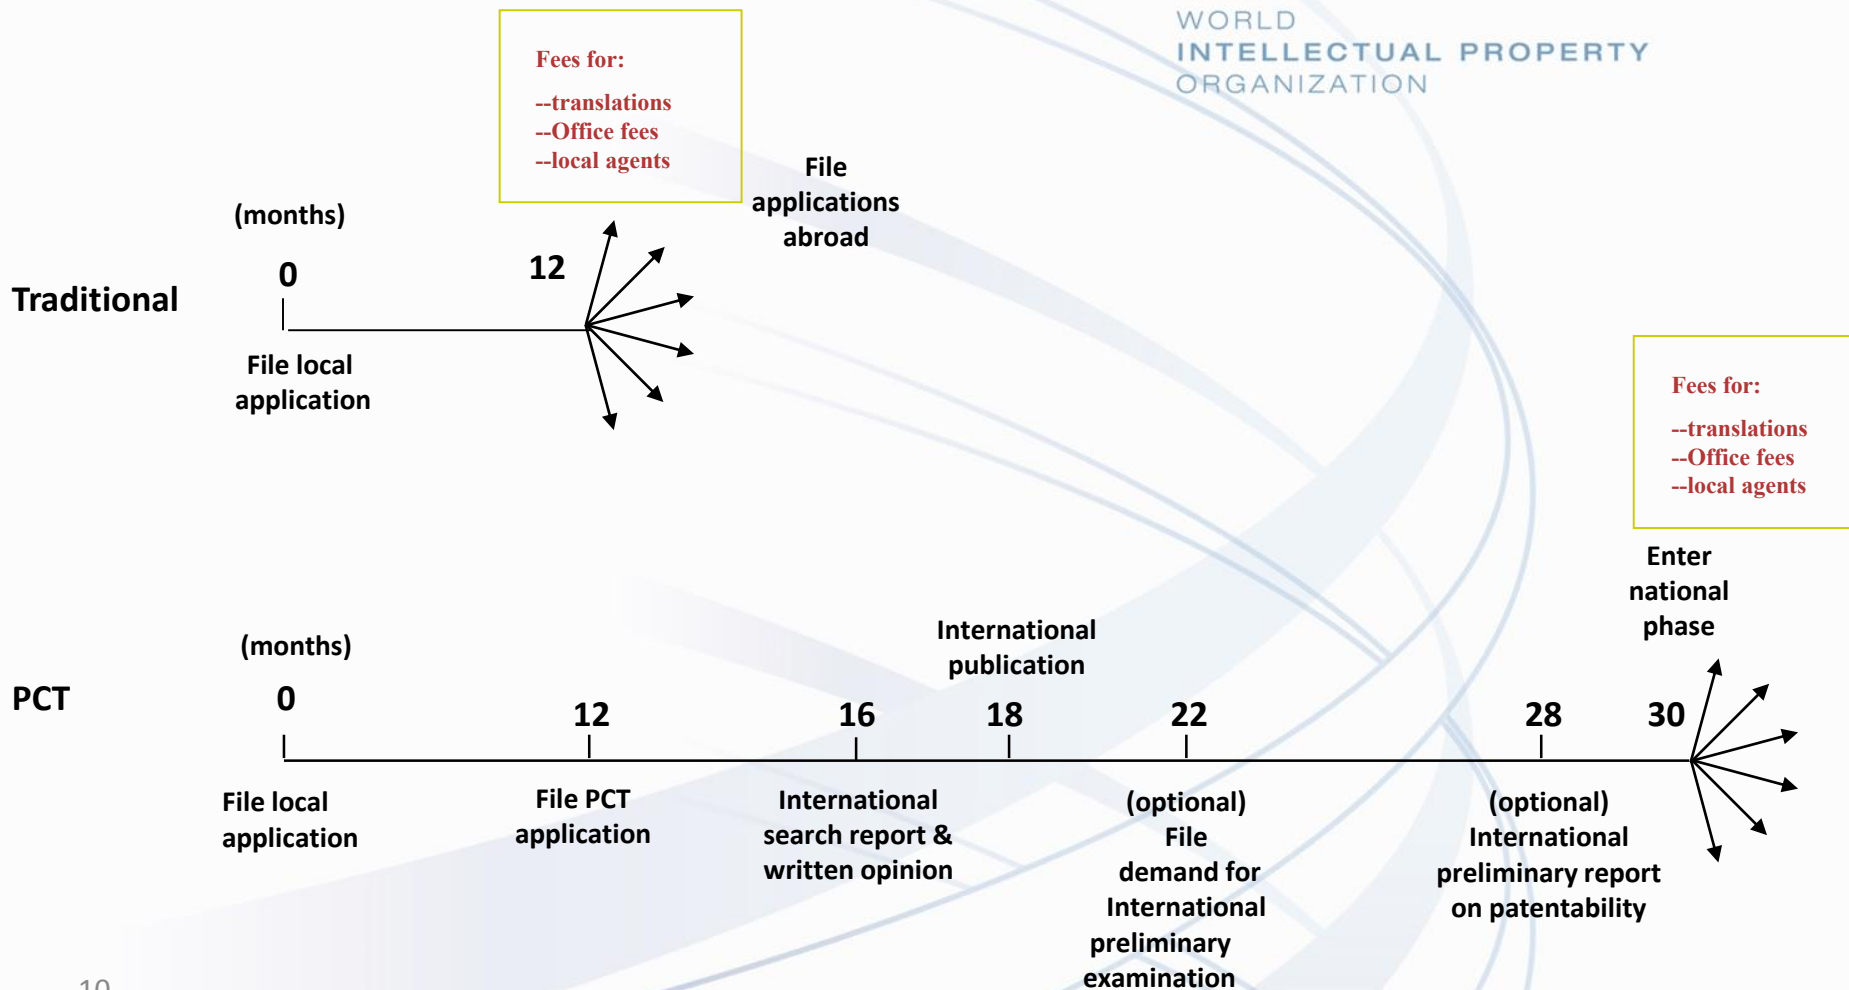 WORLD
INTELLECTUAL PROPERTY
ORGANIZATION
Fees for:
--translations
--Office fees
--local agents
File
applications
abroad
(months)
0
12
Traditional
File local
application
Fees for:
--translations
--Office fees
--local agents
Enter
national
phase
International
publication
(months)
PCT
0
12
16
18
22
28
30
File local
application
File PCT
application
International
search report &
written opinion
(optional)
File
demand for
International
preliminary
examination
(optional)
International
preliminary report
on patentability
10